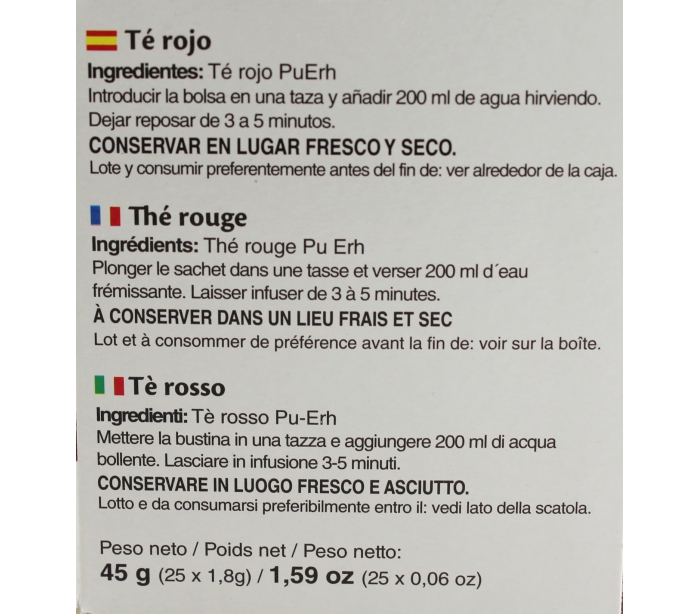 Té rojo
Ingredientes: Té rojo PuErh
Introducir la bolsa en una taza y añadir 200 ml de agua hirviendo.
Dejar reposar de 3 a 5 minutos.
CONSERVAR EN LUGAR FRESCO Y SECO.
Lote y consumir preferentemente antes del fin de: ver alrededor de la caja.
Thé rouge
Ingrédients: Thé rouge Pu Erh
Plonger le sachet dans une tasse et verser 200 ml d´eau
frémissante. Laisser infuser de 3 à 5 minutes.
À CONSERVER DANS UN LIEU FRAIS ET SEC
Lot et à consommer de préférence avant la fin de: voir sur la boîte.
Tè rosso
Ingredienti: Tè rosso Pu-Erh
Mettere la bustina in una tazza e aggiungere 200 ml di acqua
bollente. Lasciare in infusione 3-5 minuti.
CONSERVARE IN LUOGO FRESCO E ASCIUTTO.
Lotto e da consumarsi preferibilmente entro il: vedi lato della scatola.
Peso neto / Poids net / Peso netto:
45 g (25 x 1,8g) / 1,59 oz (25 x 0,06 oz)